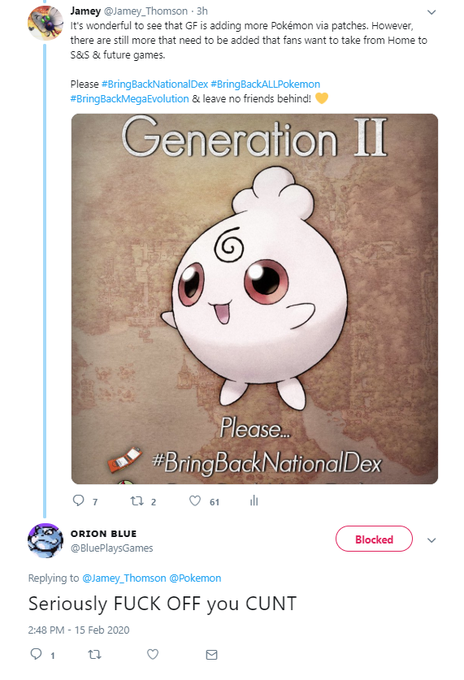 Jamey @Jamey_Thomson · 3h
It's wonderful to see that GF is adding more Pokémon via patches. However,
there are still more that need to be added that fans want to take from Home to
S&S & future games.
Please #BringBackNationalDex #BringBackALLPokemon
#BringBackMegaEvolution & leave no friends behind! 💛
Generation II
Please...
#BringBackNationalDex
7 2 61
ORION BLUE
@BluePlaysGames
Blocked
Replying to @Jamey_Thomson @Pokemon
Seriously FUCK OFF you CUNT
2:48 PM - 15 Feb 2020
1